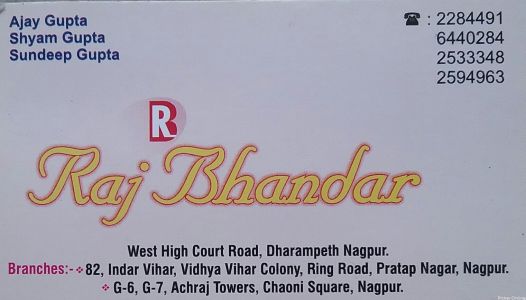 Ajay Gupta
Shyam Gupta
Sundeep Gupta
☎ : 2284491
6440284
2533348
2594963
RB
Raj Bhandar
West High Court Road, Dharampeth Nagpur.
Branches:- ❖ 82, Indar Vihar, Vidhya Vihar Colony, Ring Road, Pratap Nagar, Nagpur.
❖ G-6, G-7, Achraj Towers, Chaoni Square, Nagpur.